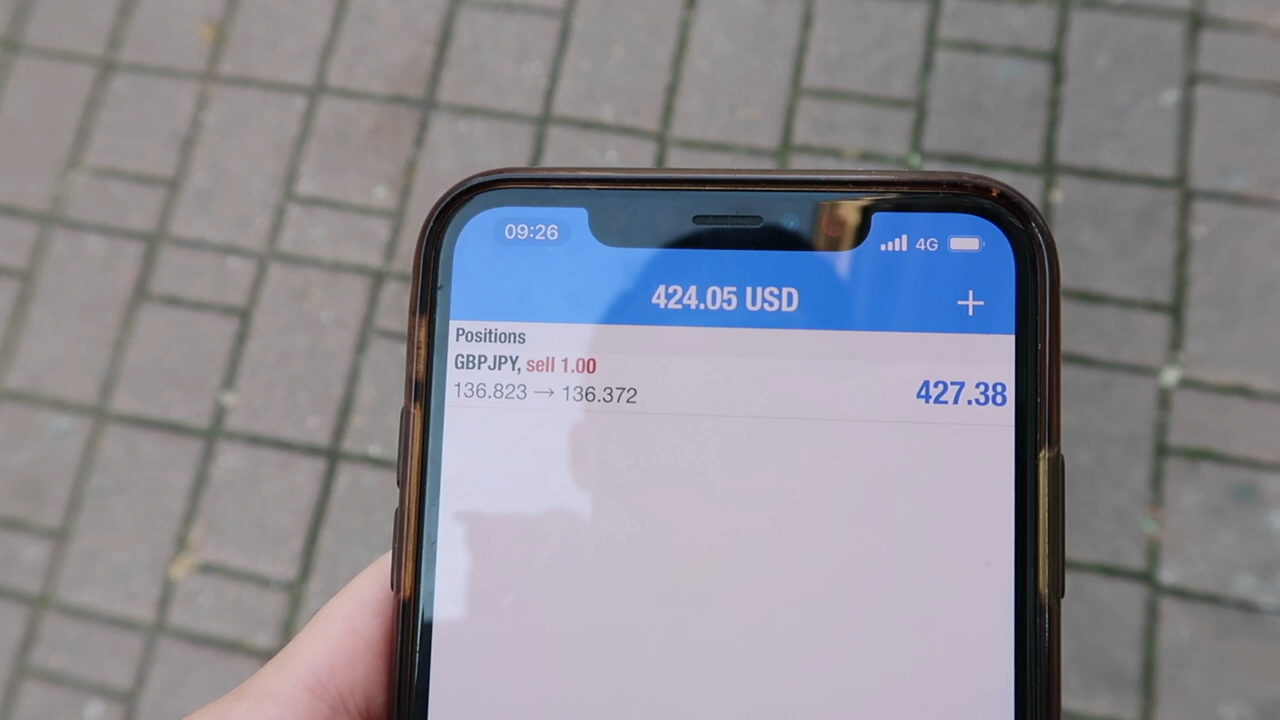 09:26 4G
424.05 USD +
Positions
GBPJPY, sell 1.00
136.823 → 136.372 427.38